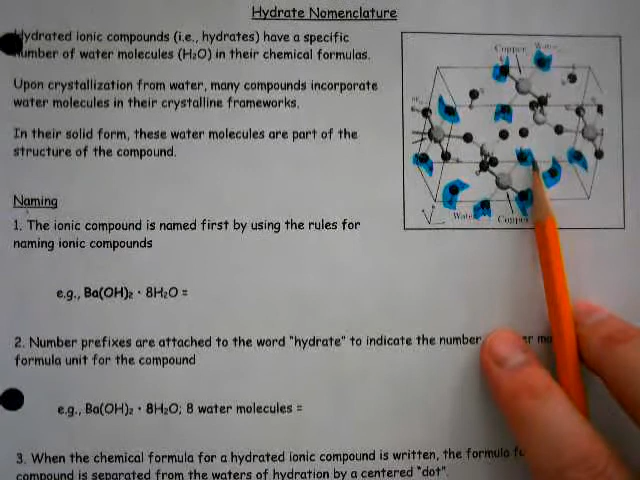 Hydrate Nomenclature
Hydrated ionic compounds (i.e., hydrates) have a specific
number of water molecules (H₂O) in their chemical formulas.
Upon crystallization from water, many compounds incorporate
water molecules in their crystalline frameworks.
In their solid form, these water molecules are part of the
structure of the compound.
Copper Water
Water Copper
Naming
1. The ionic compound is named first by using the rules for
naming ionic compounds
e.g., Ba(OH)₂ · 8H₂O =
2. Number prefixes are attached to the word "hydrate" to indicate the number
formula unit for the compound
e.g., Ba(OH)₂ · 8H₂O; 8 water molecules =
3. When the chemical formula for a hydrated ionic compound is written, the formula
compound is separated from the waters of hydration by a centered "dot".